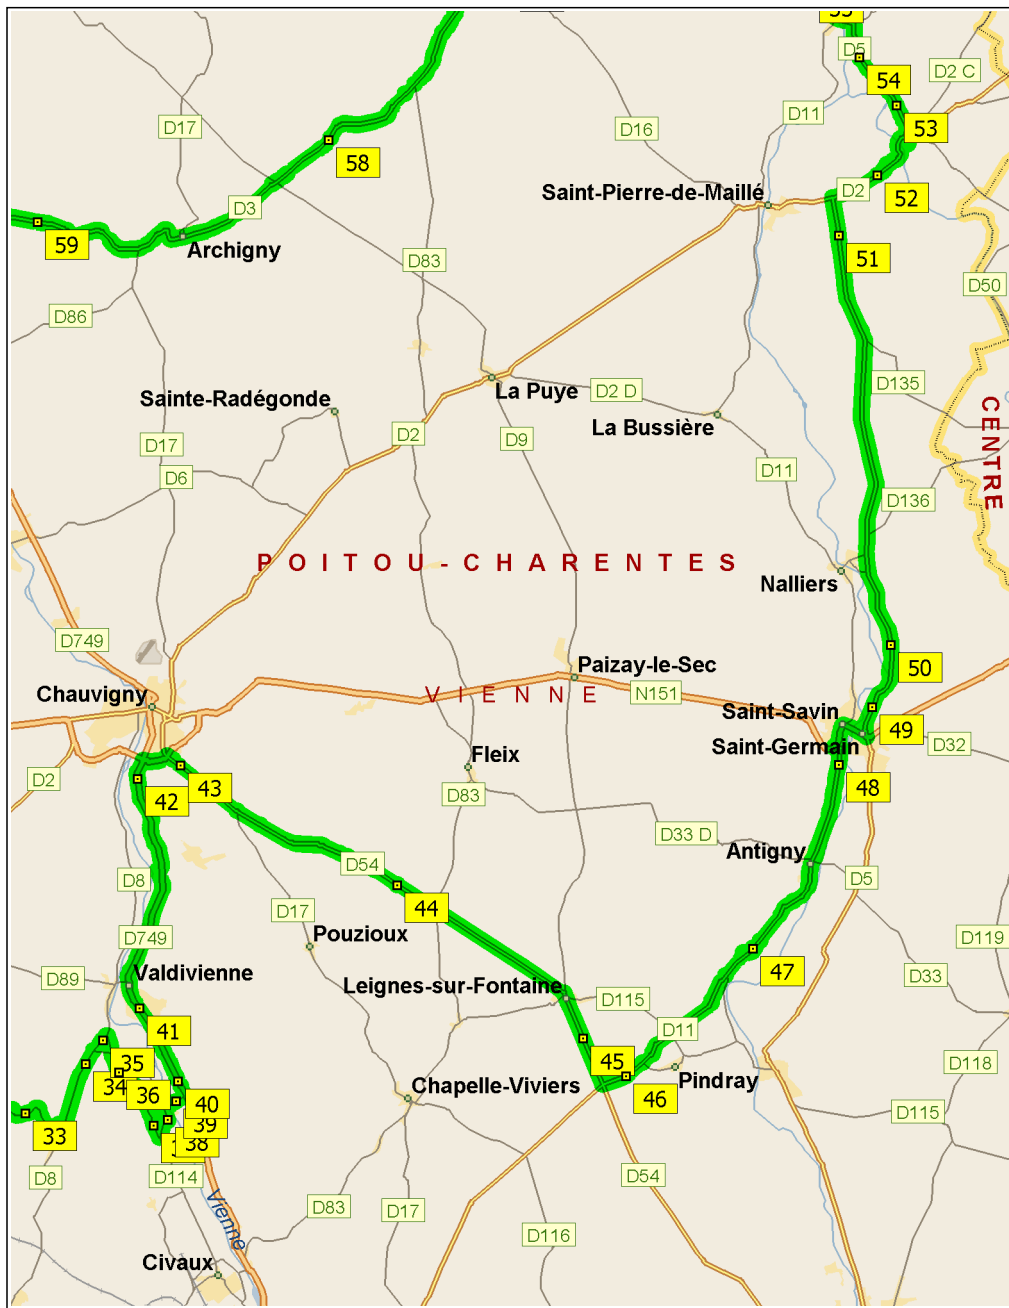 D5
54
D2 C
D17
D11
53
D16
58
Saint-Pierre-de-Maillé
D2
52
D3
59
Archigny
51
D83
D50
D86
D135
La Puye
D2 D
Sainte-Radégonde
La Bussière
CENTRE
D2
D9
D17
D11
D6
D136
POITOU-CHARENTES
Nalliers
D749
Paizay-le-Sec
50
Chauvigny
VIENNE
N151
Saint-Savin
49
Saint-Germain
D32
Fleix
D2
43
48
42
D83
D33 D
Antigny
D54
D8
D5
44
D17
Pouzioux
D749
D119
47
Valdivienne
D89
D33
Leignes-sur-Fontaine
D115
41
D11
35
45
D118
34
Pindray
36
Chapelle-Viviers
46
40
33
39
D115
38
D8
D114
D54
D83
D17
Vienne
D116
Civaux